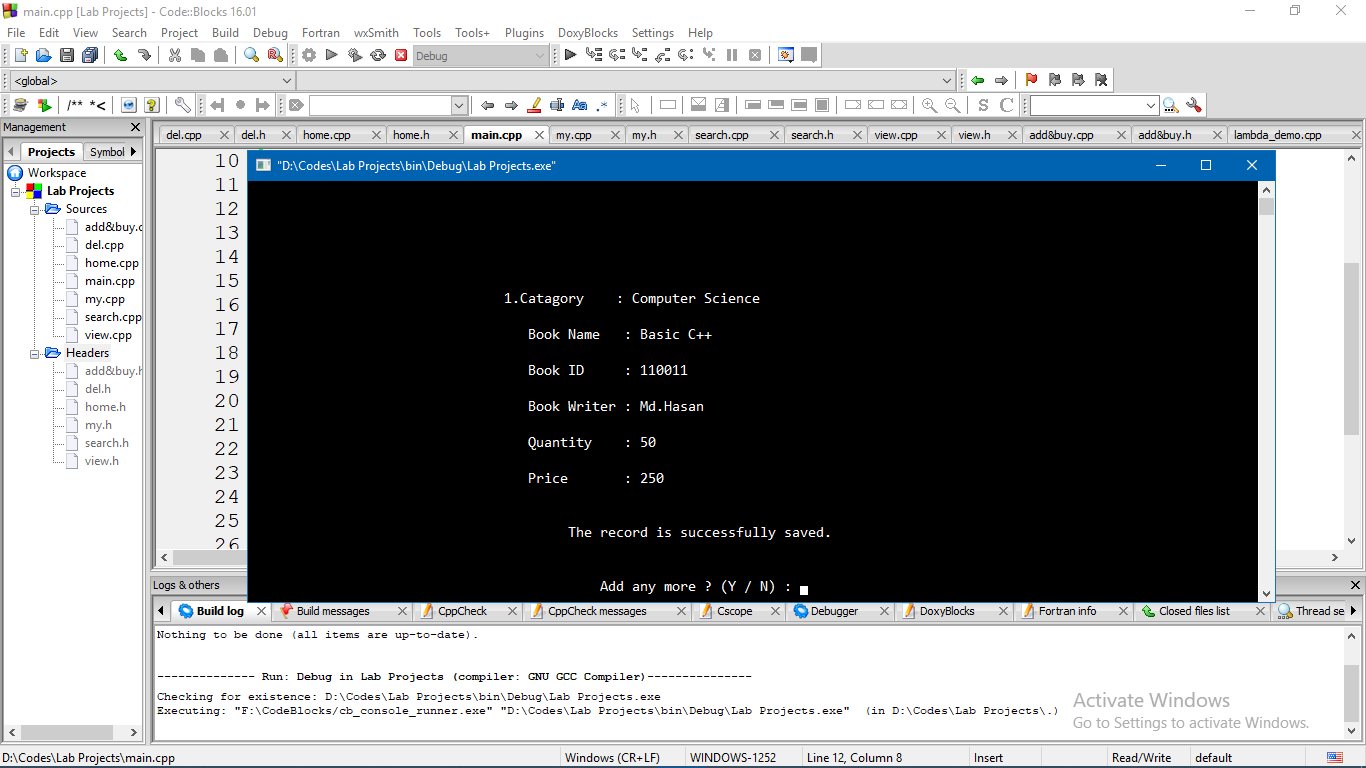 main.cpp [Lab Projects] - Code::Blocks 16.01
File Edit View Search Project Build Debug Fortran wxSmith Tools Tools+ Plugins DoxyBlocks Settings Help
Debug
<global>
/** *<
Aa .*
S C
Management
del.cpp del.h home.cpp home.h main.cpp my.cpp my.h search.cpp search.h view.cpp view.h add&buy.cpp add&buy.h lambda_demo.cpp
Projects Symbol
Workspace
Lab Projects
Sources
add&buy.c
del.cpp
home.cpp
main.cpp
my.cpp
search.cpp
view.cpp
Headers
add&buy.h
del.h
home.h
my.h
search.h
view.h
10
11
12
13
14
15
16
17
18
19
20
21
22
23
24
25
26
"D:\Codes\Lab Projects\bin\Debug\Lab Projects.exe"
1.Catagory : Computer Science
Book Name : Basic C++
Book ID : 110011
Book Writer : Md.Hasan
Quantity : 50
Price : 250
The record is successfully saved.
Add any more ? (Y / N) :
Logs & others
Build log Build messages CppCheck CppCheck messages Cscope Debugger DoxyBlocks Fortran info Closed files list Thread se
Nothing to be done (all items are up-to-date).
-------------- Run: Debug in Lab Projects (compiler: GNU GCC Compiler)---------------
Checking for existence: D:\Codes\Lab Projects\bin\Debug\Lab Projects.exe
Executing: "F:\CodeBlocks/cb_console_runner.exe" "D:\Codes\Lab Projects\bin\Debug\Lab Projects.exe" (in D:\Codes\Lab Projects\.)
Activate Windows
Go to Settings to activate Windows.
D:\Codes\Lab Projects\main.cpp Windows (CR+LF) WINDOWS-1252 Line 12, Column 8 Insert Read/Write default